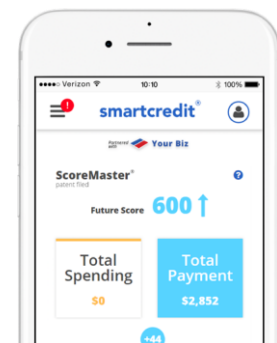 Verizon 10:10 100%
!
smartcredit®
Partnered with Your Biz
ScoreMaster® ?
patent filed
Future Score 600
Total Spending
$0
Total Payment
$2,852
+44